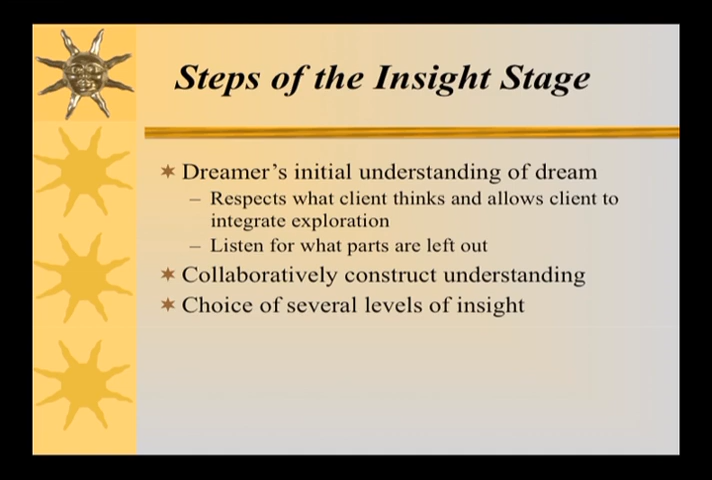 Steps of the Insight Stage
Dreamer's initial understanding of dream
– Respects what client thinks and allows client to
integrate exploration
– Listen for what parts are left out
Collaboratively construct understanding
Choice of several levels of insight